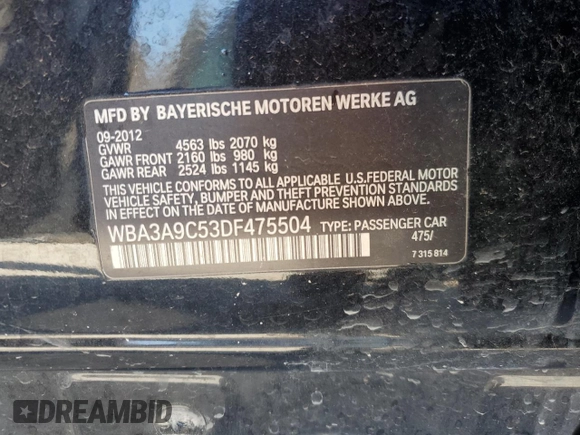 MFD BY BAYERISCHE MOTOREN WERKE AG
09-2012
GVWR 4563 lbs 2070 kg
GAWR FRONT 2160 lbs 980 kg
GAWR REAR 2524 lbs 1145 kg
THIS VEHICLE CONFORMS TO ALL APPLICABLE U.S.FEDERAL MOTOR
VEHICLE SAFETY, BUMPER AND THEFT PREVENTION STANDARDS
IN EFFECT ON THE DATE OF MANUFACTURE SHOWN ABOVE.
WBA3A9C53DF475504 TYPE: PASSENGER CAR
475/
7 315 814
DREAMBID